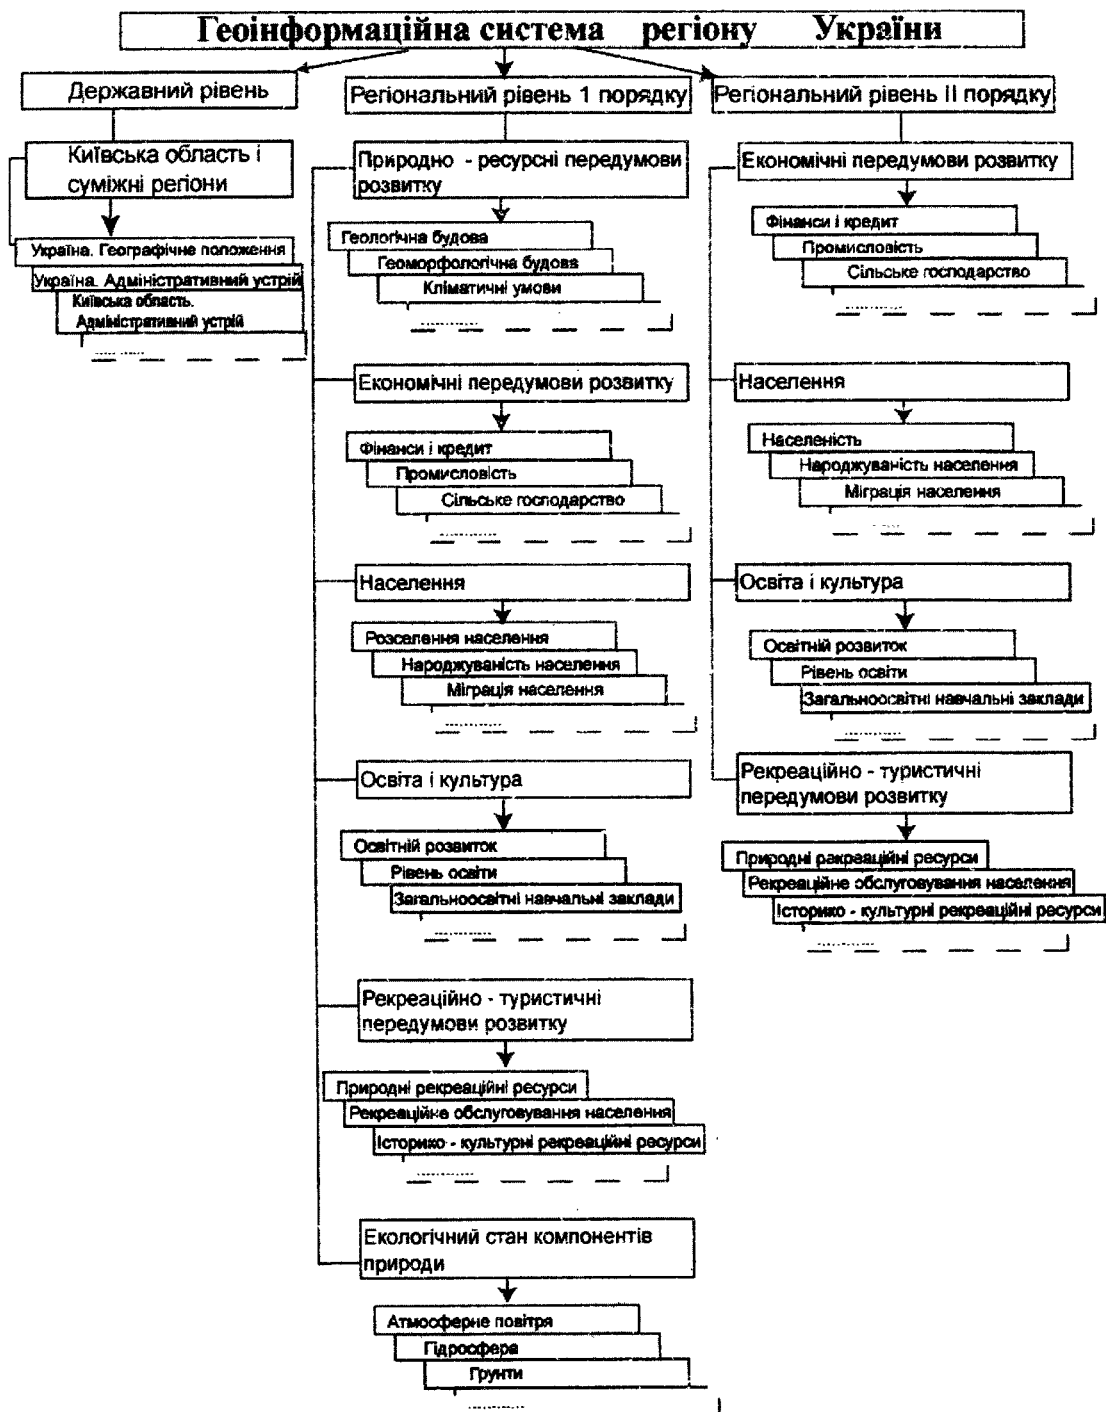 Геоінформаційна система регіону України
Державний рівень
Київська область і
суміжні регіони
Україна. Географічне положення
Україна. Адміністративний устрій
Київська область.
Адміністративний устрій
Регіональний рівень 1 порядку
Природно - ресурсні передумови
розвитку
Геологічна будова
Геоморфологічна будова
Кліматичні умови
Економічні передумови розвитку
Фінанси і кредит
Промисловість
Сільське господарство
Населення
Розселення населення
Народжуваність населення
Міграція населення
Освіта і культура
Освітній розвиток
Рівень освіти
Загальноосвітні навчальні заклади
Рекреаційно - туристичні
передумови розвитку
Природні рекреаційні ресурси
Рекреаційне обслуговування населення
Історико - культурні рекреаційні ресурси
Екологічний стан компонентів
природи
Атмосферне повітря
Гідросфера
Грунти
Регіональний рівень II порядку
Економічні передумови розвитку
Фінанси і кредит
Промисловість
Сільське господарство
Населення
Населеність
Народжуваність населення
Міграція населення
Освіта і культура
Освітній розвиток
Рівень освіти
Загальноосвітні навчальні заклади
Рекреаційно - туристичні
передумови розвитку
Природні ракреаційні ресурси
Рекреаційне обслуговування населення
Історико - культурні рекреаційні ресурси